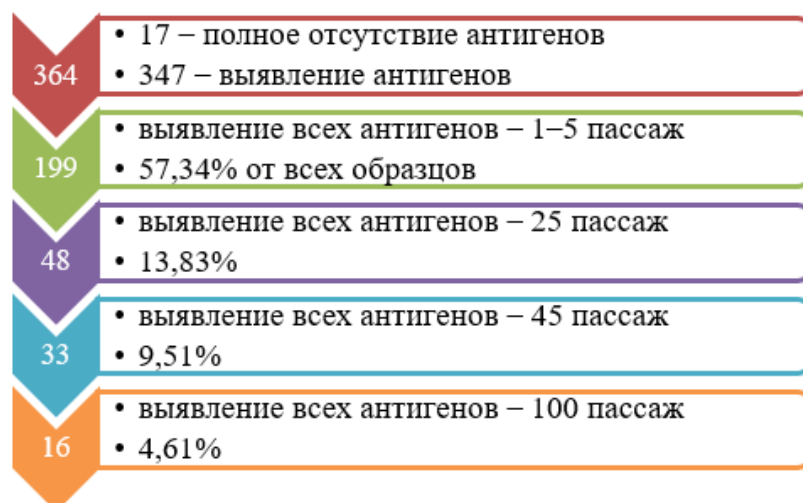 364
• 17 – полное отсутствие антигенов
• 347 – выявление антигенов
199
• выявление всех антигенов – 1–5 пассаж
• 57,34% от всех образцов
48
• выявление всех антигенов – 25 пассаж
• 13,83%
33
• выявление всех антигенов – 45 пассаж
• 9,51%
16
• выявление всех антигенов – 100 пассаж
• 4,61%